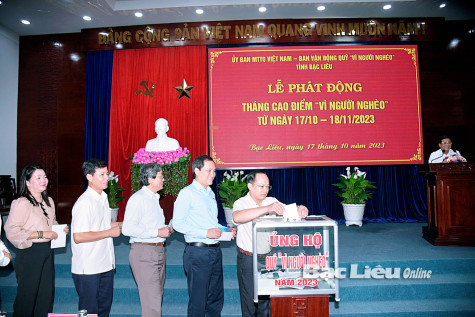 BÁO BẠC LIÊU
ĐẢNG CỘNG SẢN VIỆT NAM QUANG VINH MUÔN NĂM!
ỦY BAN MTTQ VIỆT NAM – BAN VẬN ĐỘNG QUỸ "VÌ NGƯỜI NGHÈO"
TỈNH BẠC LIÊU
LỄ PHÁT ĐỘNG
THÁNG CAO ĐIỂM "VÌ NGƯỜI NGHÈO"
TỪ NGÀY 17/10 – 18/11/2023
Bạc Liêu, ngày 17 tháng 10 năm 2023
ỦNG HỘ
QUỸ "VÌ NGƯỜI NGHÈO"
NĂM 2023
Bạc Liêu Online